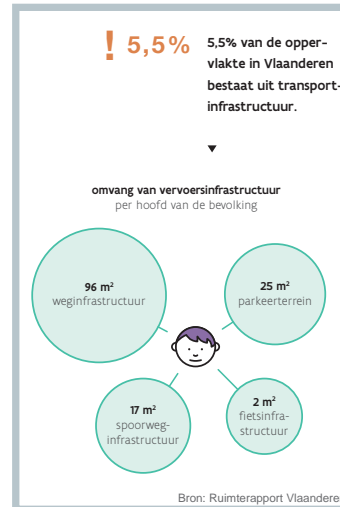 ! 5,5%
5,5% van de opper-
vlakte in Vlaanderen
bestaat uit transport-
infrastructuur.
omvang van vervoersinfrastructuur
per hoofd van de bevolking
96 m²
weginfrastructuur
25 m²
parkeerterrein
17 m²
spoorweg-
infrastructuur
2 m²
fietsinfra-
structuur
Bron: Ruimterapport Vlaanderen